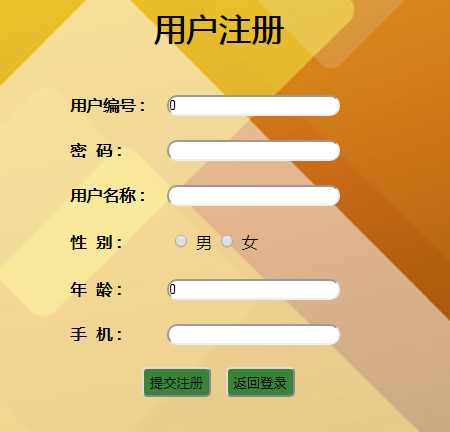 用户注册
用户编号： 0
密 码：
用户名称：
性 别： 男 女
年 龄： 0
手 机：
提交注册 返回登录